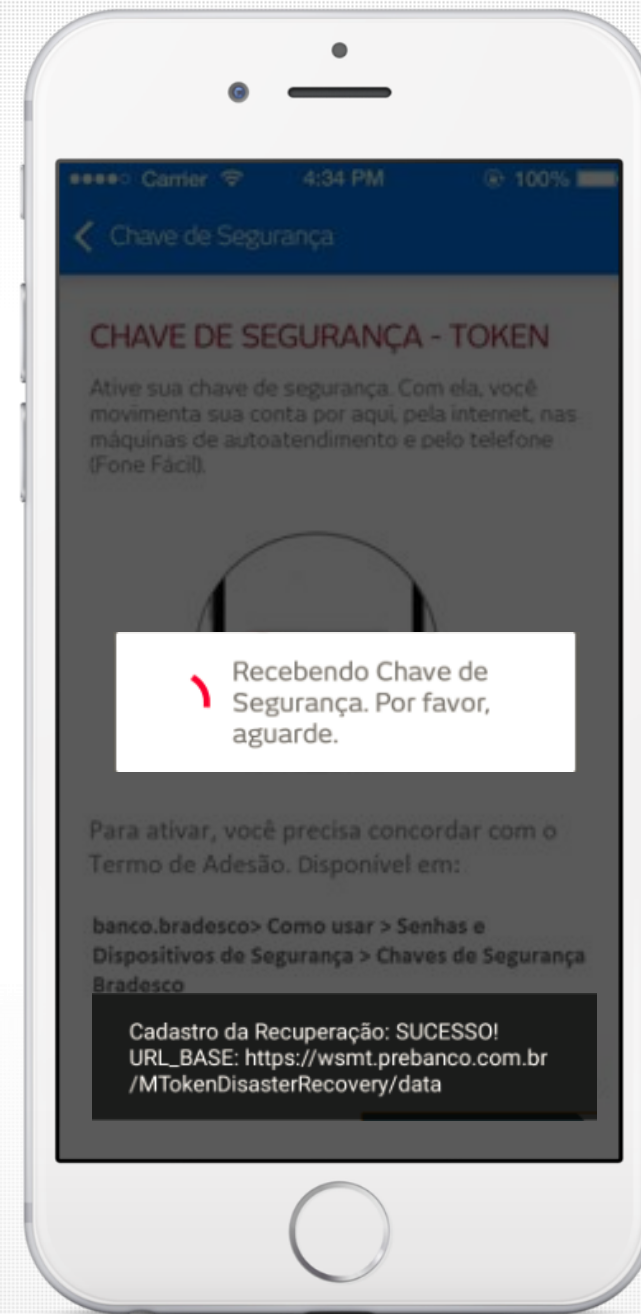 Carrier 4:34 PM 100%
Chave de Segurança
CHAVE DE SEGURANÇA - TOKEN
Ative sua chave de segurança. Com ela, você
movimenta sua conta por aqui, pela internet, nas
máquinas de autoatendimento e pelo telefone
(Fone Fácil).
Recebendo Chave de
Segurança. Por favor,
aguarde.
Para ativar, você precisa concordar com o
Termo de Adesão. Disponível em:
banco.bradesco> Como usar > Senhas e
Dispositivos de Segurança > Chaves de Segurança
Bradesco
Cadastro da Recuperação: SUCESSO!
URL_BASE: https://wsmt.prebanco.com.br
/MTokenDisasterRecovery/data